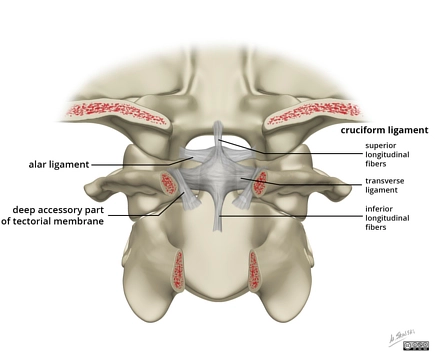 cruciform ligament
superior
longitudinal
fibers
alar ligament
transverse
ligament
deep accessory part
of tectorial membrane
inferior
longitudinal
fibers